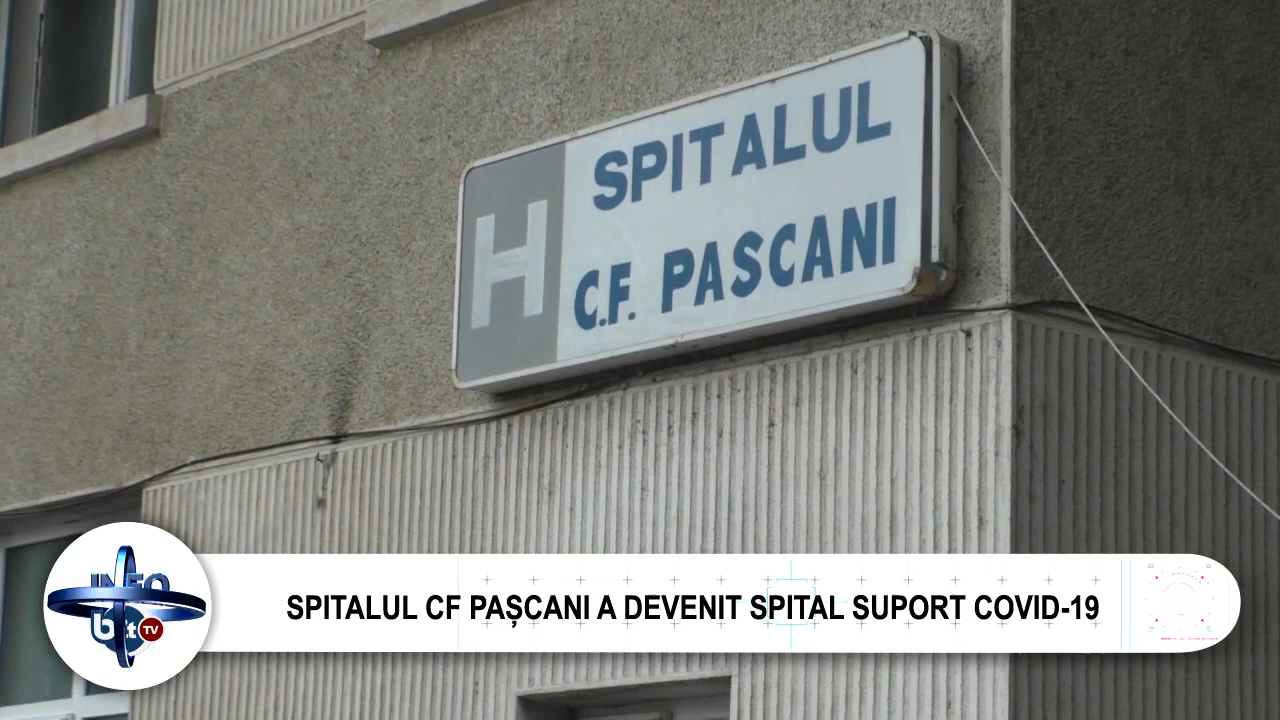 H
SPITALUL
C.F. PASCANI
INFO
TV
SPITALUL CF PAȘCANI A DEVENIT SPITAL SUPORT COVID-19